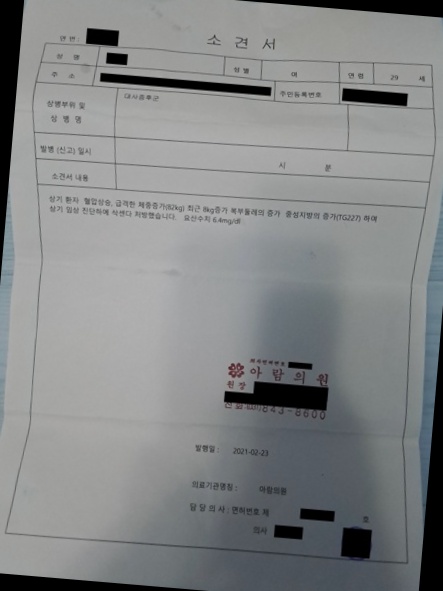 소 견 서
연 번 :
성 명
성 별
여
연 령
29
세
주 소
주민등록번호
상병부위 및
상 병 명
대사증후군
발병 (신고) 일시
시 분
소견서 내용
상기 환자 혈압상승, 급격한 체중증가(82kg) 최근 8kg증가 복부둘레의 증가 중성지방의 증가(TG227) 하여
상기 임상 진단하에 삭센다 처방했습니다. 요산수치 6.4mg/dl
아 람 의 원
원 장
843-8600
발행일 : 2021-02-23
의료기관명칭 : 아람의원
담 당 의 사 : 면허번호 제 호
의사